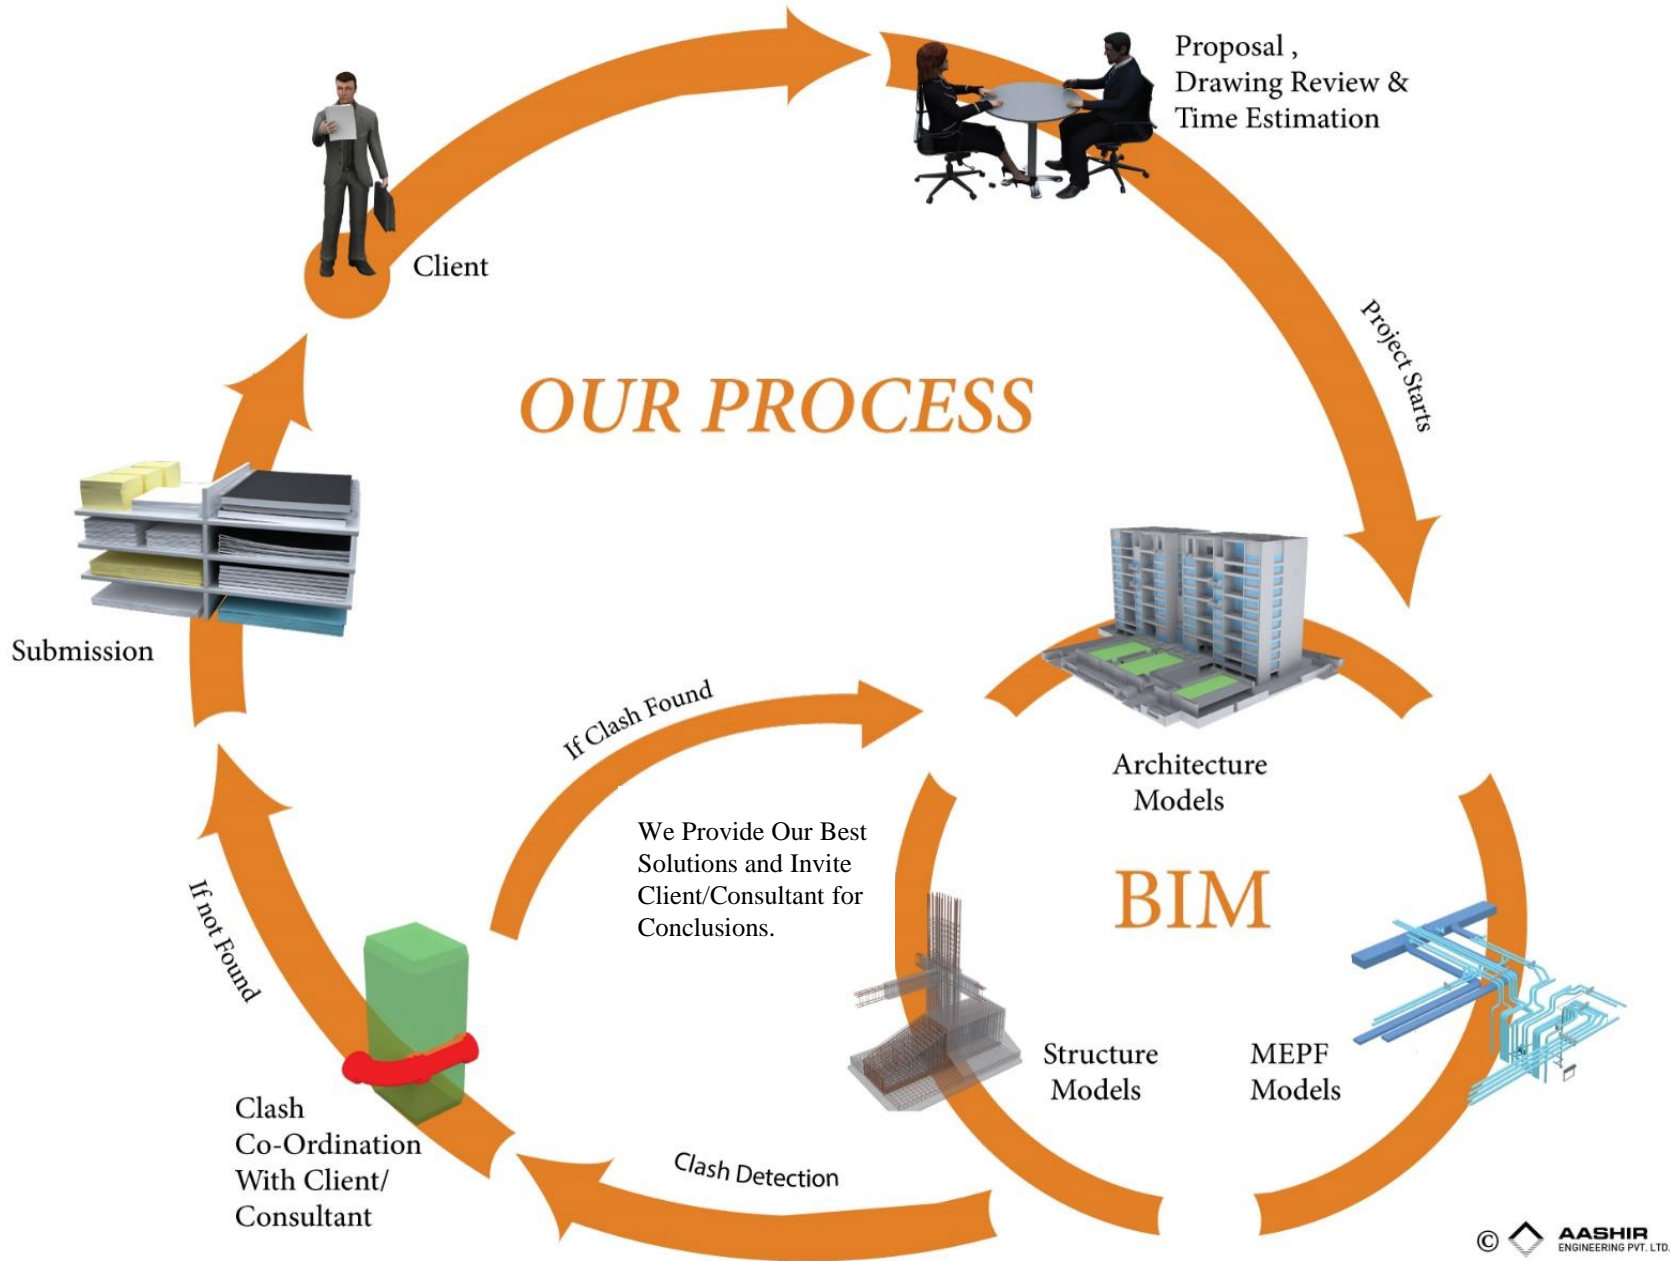 Proposal ,
Drawing Review &
Time Estimation
Client
Project Starts
OUR PROCESS
Submission
If Clash Found
Architecture
Models
We Provide Our Best
Solutions and Invite
Client/Consultant for
Conclusions.
BIM
If not Found
Structure
Models
MEPF
Models
Clash
Co-Ordination
With Client/
Consultant
Clash Detection
© AASHIR
ENGINEERING PVT. LTD.